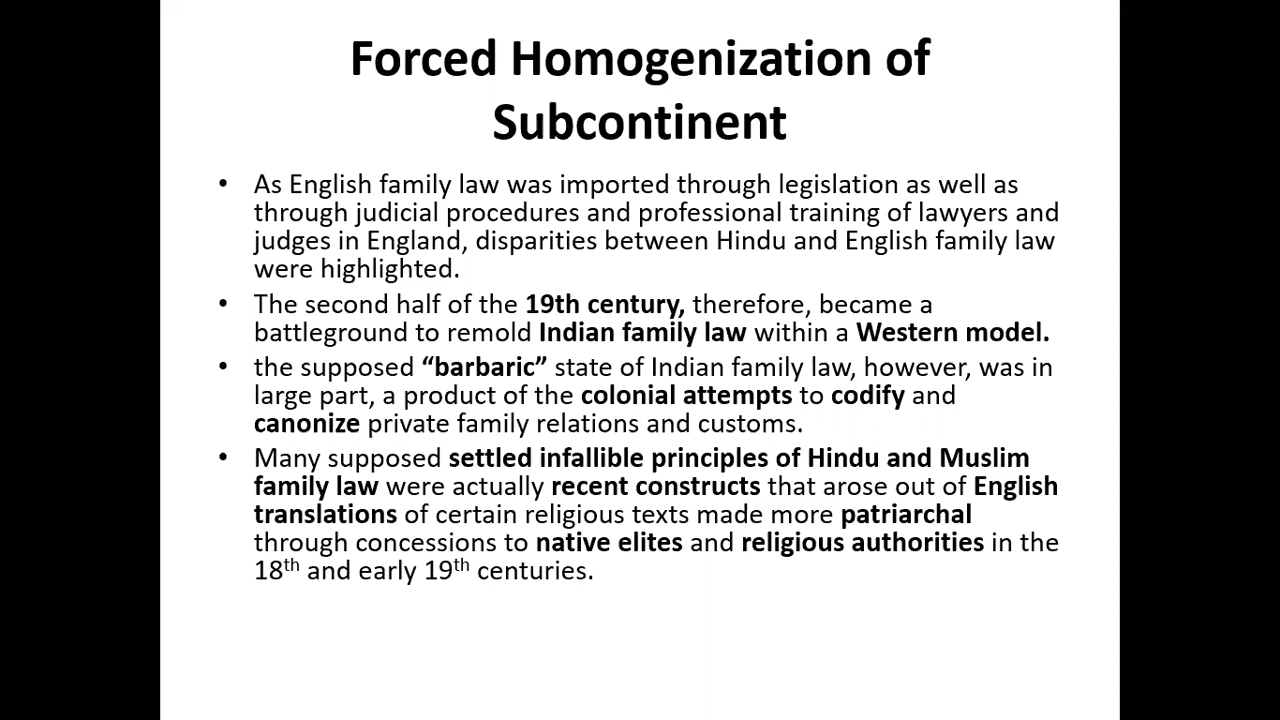 Forced Homogenization of
Subcontinent
• As English family law was imported through legislation as well as
through judicial procedures and professional training of lawyers and
judges in England, disparities between Hindu and English family law
were highlighted.
• The second half of the 19th century, therefore, became a
battleground to remold Indian family law within a Western model.
• the supposed “barbaric” state of Indian family law, however, was in
large part, a product of the colonial attempts to codify and
canonize private family relations and customs.
• Many supposed settled infallible principles of Hindu and Muslim
family law were actually recent constructs that arose out of English
translations of certain religious texts made more patriarchal
through concessions to native elites and religious authorities in the
18th and early 19th centuries.